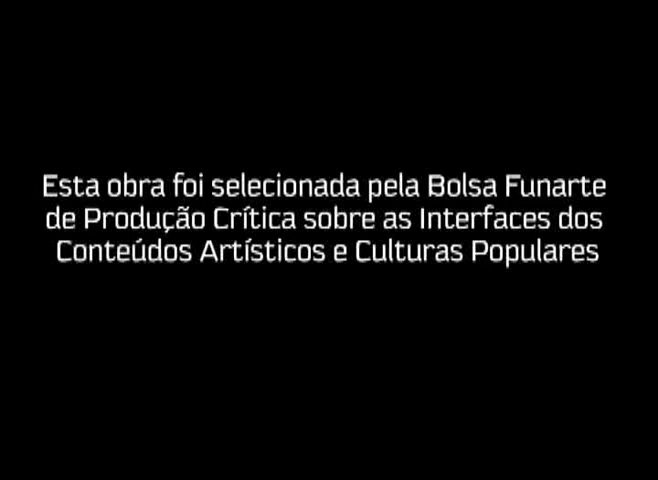 Esta obra foi selecionada pela Bolsa Funarte
de Produção Crítica sobre as Interfaces dos
Conteúdos Artísticos e Culturas Populares